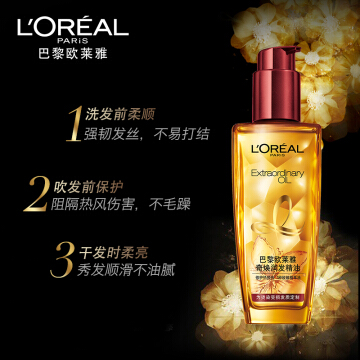 L'ORÉAL
PARIS
巴黎欧莱雅
1 洗发前柔顺
强韧发丝，不易打结
2 吹发前保护
阻隔热风伤害，不毛躁
3 干发时柔亮
秀发顺滑不油腻
L'ORÉAL
Extraordinary
OIL
巴黎欧莱雅
奇焕润发精油